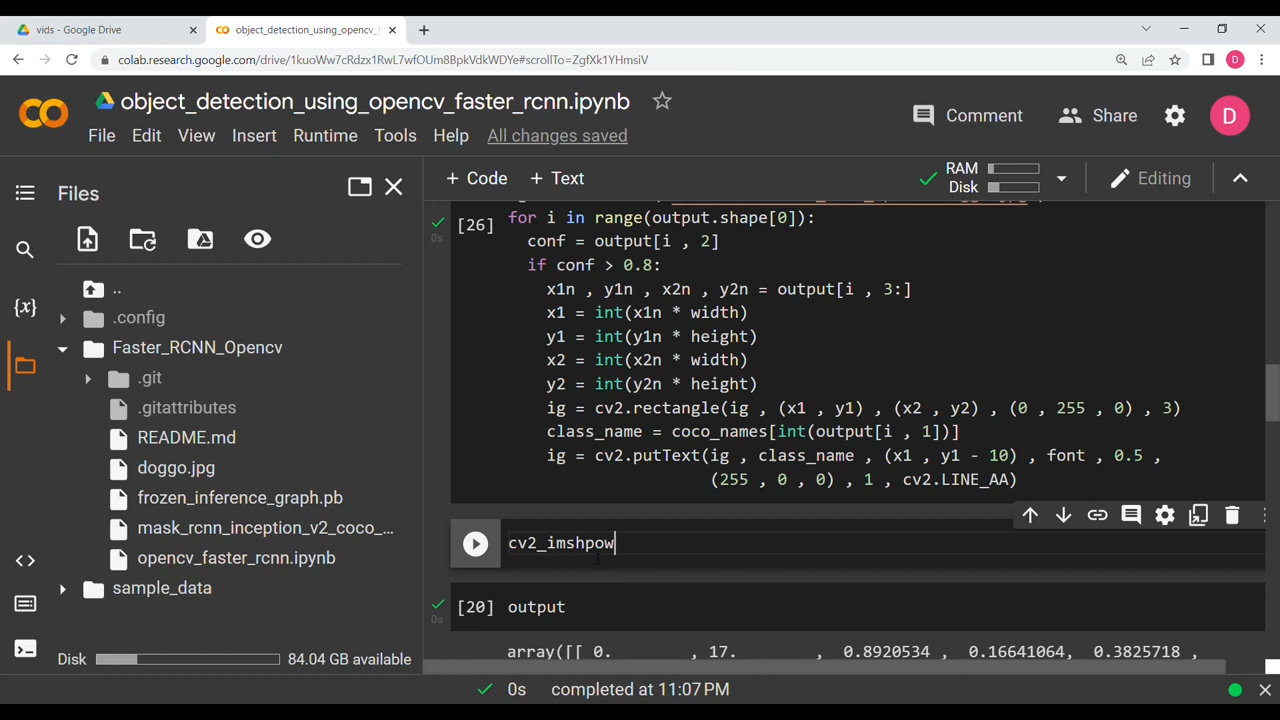 vids - Google Drive
object_detection_using_opencv_f
colab.research.google.com/drive/1kuoWw7cRdzx1RwL7wfOUm8BpkVdkWDTo#scrollTo=ZgfXk1YHmsiV
D
object_detection_using_opencv_faster_rcnn.ipynb
File Edit View Insert Runtime Tools Help All changes saved
Comment Share D
Files
+ Code + Text
RAM
Disk
Editing
{x}
..
.config
Faster_RCNN_Opencv
.git
.gitattributes
README.md
doggo.jpg
frozen_inference_graph.pb
mask_rcnn_inception_v2_coco_...
opencv_faster_rcnn.ipynb
sample_data
Disk 84.04 GB available
0s
[26] for i in range(output.shape[0]):
conf = output[i , 2]
if conf > 0.8:
x1n , y1n , x2n , y2n = output[i , 3:]
x1 = int(x1n * width)
y1 = int(y1n * height)
x2 = int(x2n * width)
y2 = int(y2n * height)
ig = cv2.rectangle(ig , (x1 , y1) , (x2 , y2) , (0 , 255 , 0) , 3)
class_name = coco_names[int(output[i , 1])]
ig = cv2.putText(ig , class_name , (x1 , y1 - 10) , font , 0.5 ,
(255 , 0 , 0) , 1 , cv2.LINE_AA)
cv2_imshpow
[20] output
0s
array([[ 0. , 17. , 0.8920534 , 0.16641064, 0.3825718 ,
0s completed at 11:07 PM